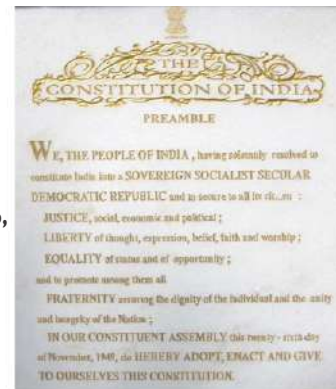 THE
CONSTITUTION OF INDIA
PREAMBLE
WE, THE PEOPLE OF INDIA, having solemnly resolved to
constitute India into a SOVEREIGN SOCIALIST SECULAR
DEMOCRATIC REPUBLIC and to secure to all its :
JUSTICE, social, economic and political ;
LIBERTY of thought, expression, belief, faith and worship ;
EQUALITY of status and of opportunity ;
and to promote among them all
FRATERNITY assuring the dignity of the individual and the unity
and integrity of the Nation ;
IN OUR CONSTITUENT ASSEMBLY this twenty-sixth day
of November, 1949, do HEREBY ADOPT, ENACT AND GIVE
TO OURSELVES THIS CONSTITUTION.